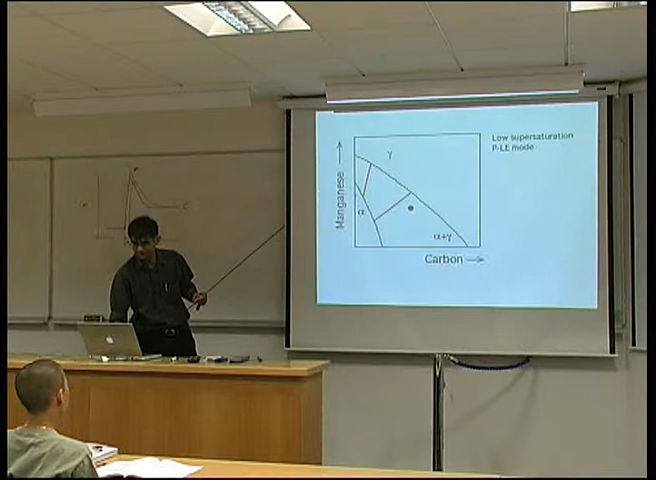 Low supersaturation
P-LE mode
γ
Manganese
α
α+γ
Carbon